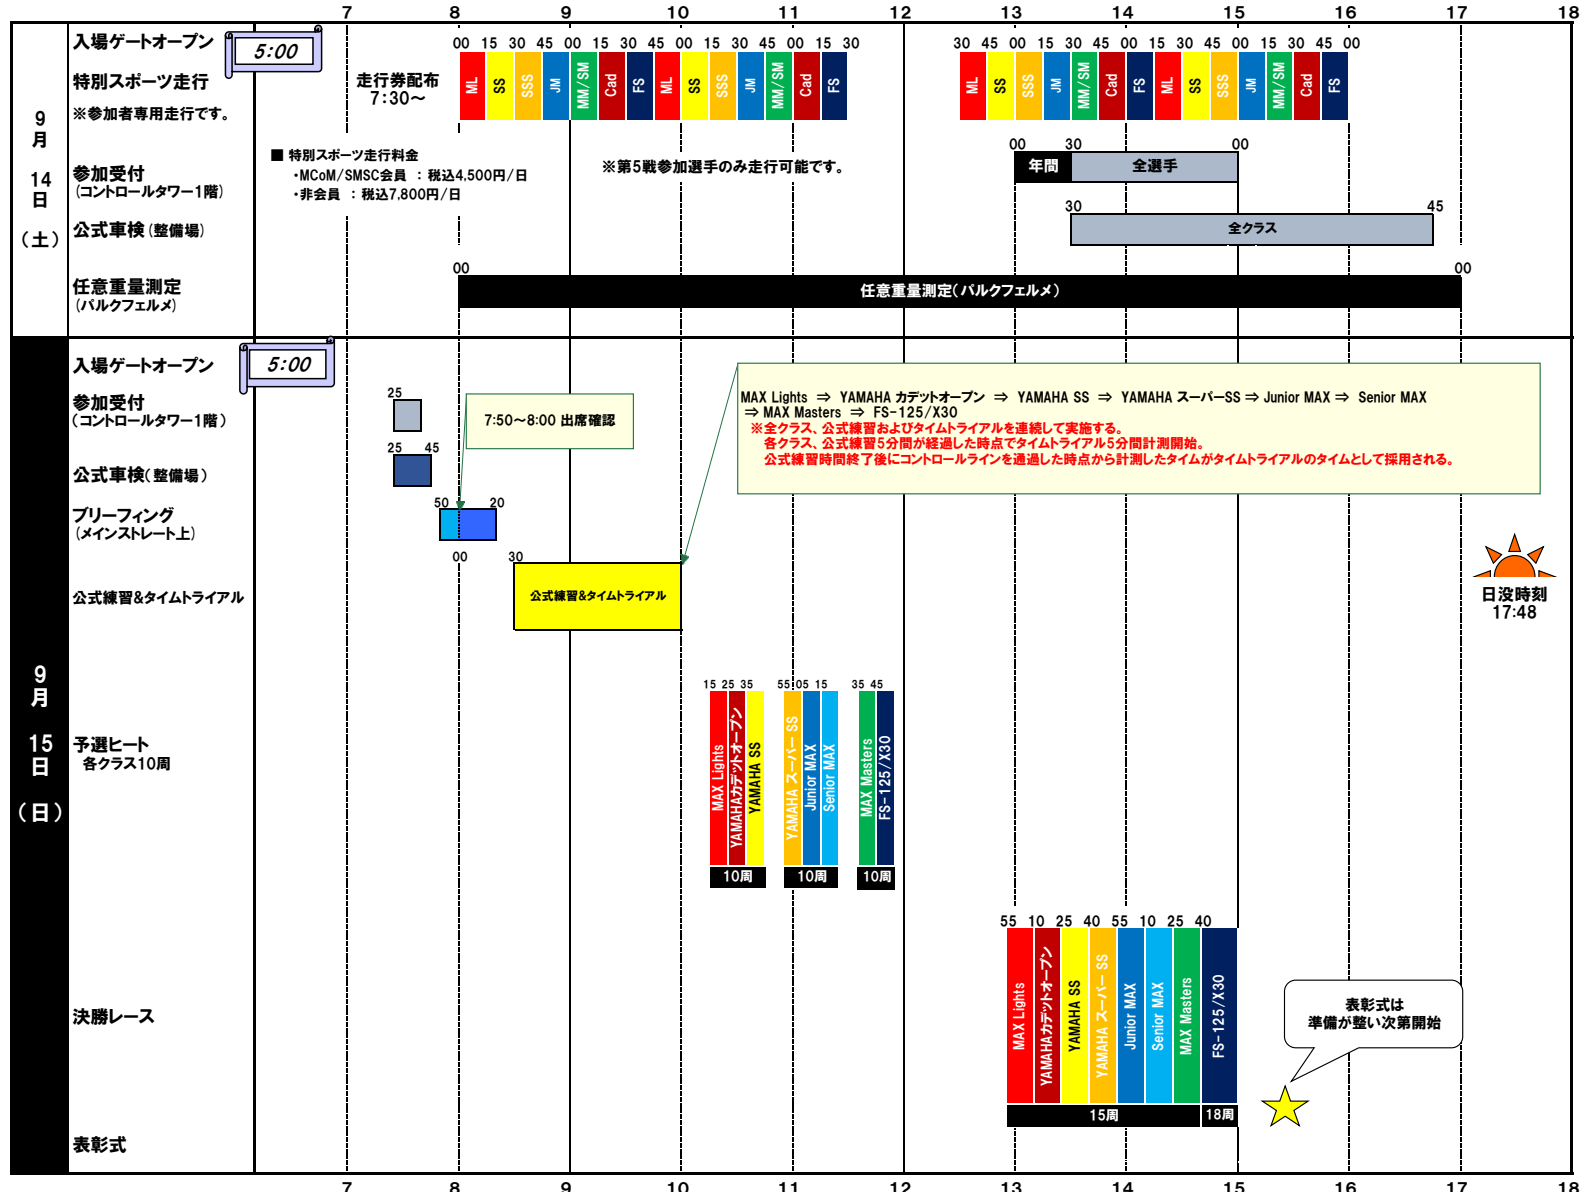 7 8 9 10 11 12 13 14 15 16 17 18
入場ゲートオープン
5:00
00 15 30 45 00 15 30 45 00 15 30 45 00 15 30
30 45 00 15 30 45 00 15 30 45 00 15 30 45 00
特別スポーツ走行
走行券配布
7:30～
ML SS SSS JM MM/SM Cad FS ML SS SSS JM MM/SM Cad FS
ML SS SSS JM MM/SM Cad FS ML SS SSS JM MM/SM Cad FS
※参加者専用走行です。
9
月
14
日
（土）
■ 特別スポーツ走行料金
・MCoM/SMSC会員 ： 税込4,500円/日
・非会員 ： 税込7,800円/日
※第5戦参加選手のみ走行可能です。
00 30 00
参加受付
（コントロールタワー1階）
年間 全選手
30 45
公式車検（整備場）
全クラス
00 00
任意重量測定
（パルクフェルメ）
任意重量測定（パルクフェルメ）
入場ゲートオープン
5:00
参加受付
（コントロールタワー1階）
25
7:50～8:00 出席確認
MAX Lights ⇒ YAMAHA カデットオープン ⇒ YAMAHA SS ⇒ YAMAHA スーパーSS ⇒ Junior MAX ⇒ Senior MAX
⇒ MAX Masters ⇒ FS-125/X30
※全クラス、公式練習およびタイムトライアルを連続して実施する。
各クラス、公式練習5分間が経過した時点でタイムトライアル5分間計測開始。
公式練習時間終了後にコントロールラインを通過した時点から計測したタイムがタイムトライアルのタイムとして採用される。
25 45
公式車検（整備場）
50 20
ブリーフィング
（メインストレート上）
00 30
公式練習&タイムトライアル
公式練習&タイムトライアル
日没時刻
17:48
9
月
15
日
（日）
15 25 35 55 05 15 35 45
予選ヒート
各クラス10周
MAX Lights
YAMAHAカデットオープン
YAMAHA SS
YAMAHA スーパー SS
Junior MAX
Senior MAX
MAX Masters
FS-125/X30
10周 10周 10周
55 10 25 40 55 10 25 40
決勝レース
MAX Lights
YAMAHAカデットオープン
YAMAHA SS
YAMAHA スーパー SS
Junior MAX
Senior MAX
MAX Masters
FS-125/X30
15周 18周
表彰式は
準備が整い次第開始
表彰式
7 8 9 10 11 12 13 14 15 16 17 18